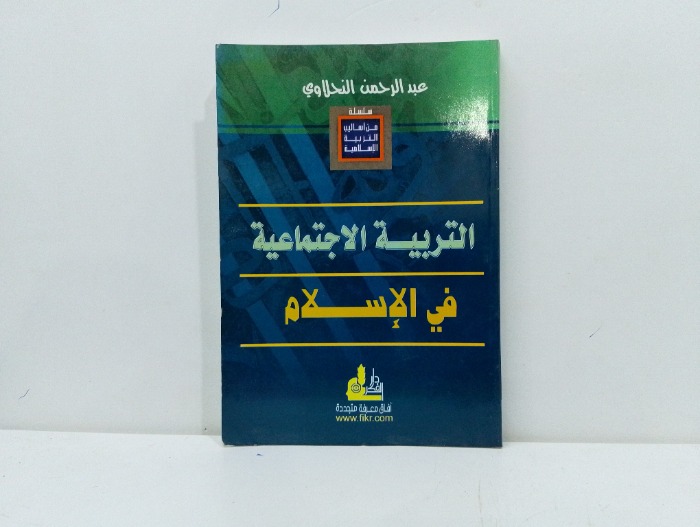 عبد الرحمن النحلاوي
سلسلة
من أساليب
التربية
الإسلامية
التربية الاجتماعية
في الإسلام
دار الفكر
آفاق معرفة متجددة
www.fikr.com